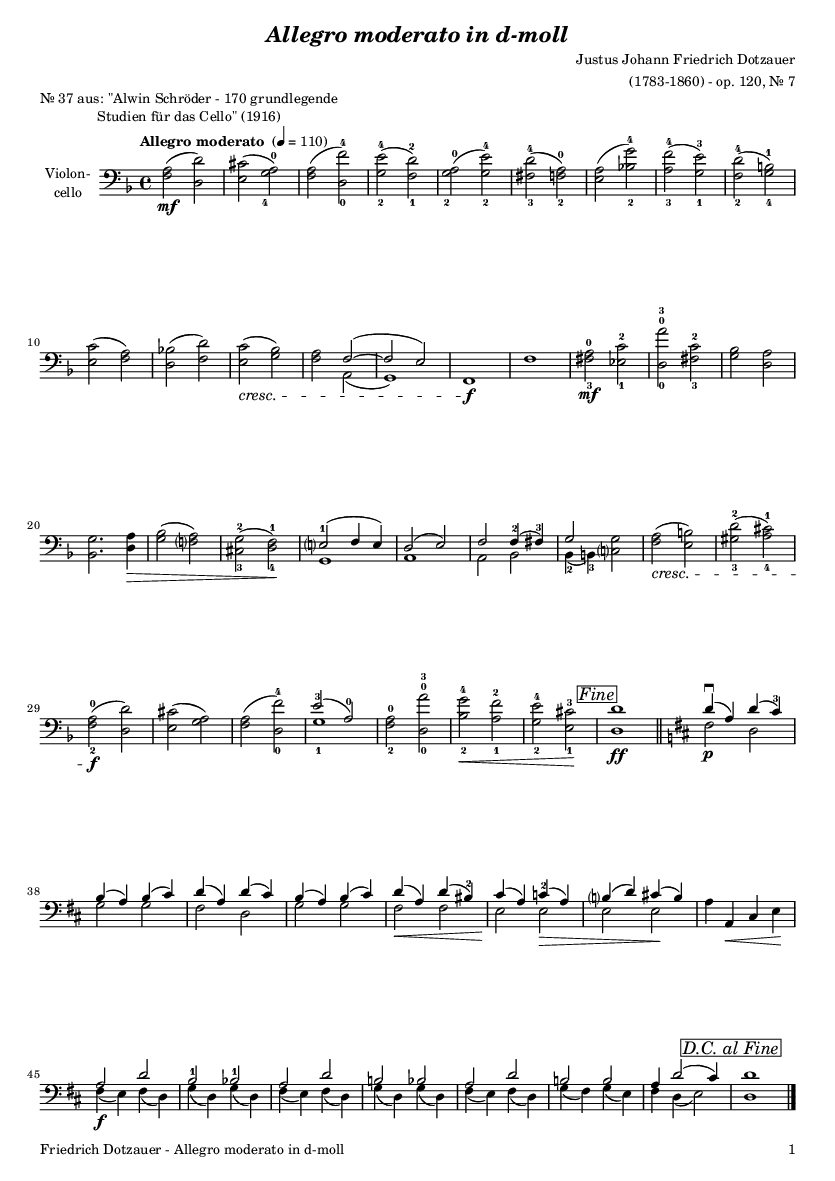 Allegro moderato in d-moll
Justus Johann Friedrich Dotzauer
(1783-1860) - op. 120, № 7
№ 37 aus: "Alwin Schröder - 170 grundlegende
Studien für das Cello" (1916)
Allegro moderato (♩ = 110)
Violon-
cello
mf
10
cresc.
f
mf
20
cresc.
29
f
Fine
ff
p
38
45
f
D.C. al Fine
Friedrich Dotzauer - Allegro moderato in d-moll
1